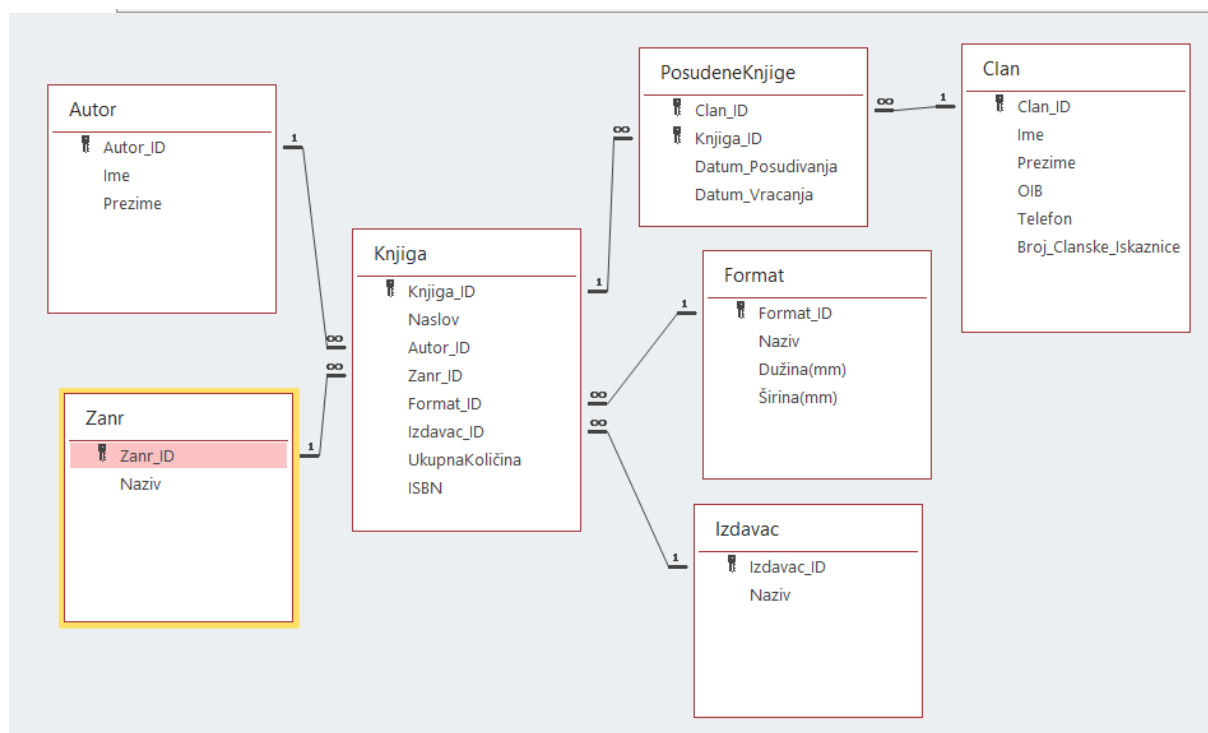 Autor
Autor_ID
Ime
Prezime
1
∞
Zanr
Zanr_ID
Naziv
1
∞
Knjiga
Knjiga_ID
Naslov
Autor_ID
Zanr_ID
Format_ID
Izdavac_ID
UkupnaKoličina
ISBN
1
∞
∞
∞
PosudeneKnjige
Clan_ID
Knjiga_ID
Datum_Posudivanja
Datum_Vracanja
∞
1
Clan
Clan_ID
Ime
Prezime
OIB
Telefon
Broj_Clanske_Iskaznice
1
Format
Format_ID
Naziv
Dužina(mm)
Širina(mm)
1
Izdavac
Izdavac_ID
Naziv